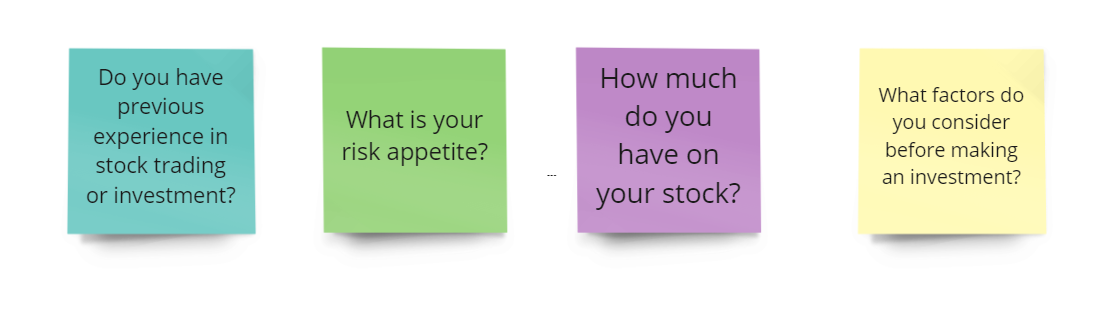 Do you have
previous
experience in
stock trading
or investment?
What is your
risk appetite?
...
How much
do you
have on
your stock?
What factors do
you consider
before making
an investment?